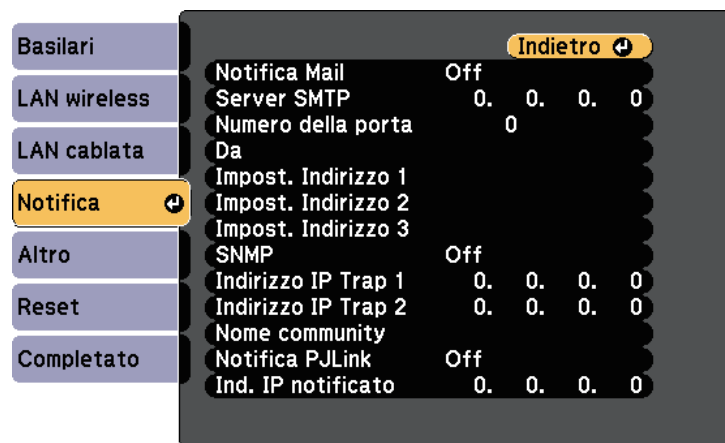 Basilari
LAN wireless
LAN cablata
Notifica
Altro
Reset
Completato
Indietro
Notifica Mail Off
Server SMTP 0. 0. 0. 0
Numero della porta 0
Da
Impost. Indirizzo 1
Impost. Indirizzo 2
Impost. Indirizzo 3
SNMP Off
Indirizzo IP Trap 1 0. 0. 0. 0
Indirizzo IP Trap 2 0. 0. 0. 0
Nome community
Notifica PJLink Off
Ind. IP notificato 0. 0. 0. 0